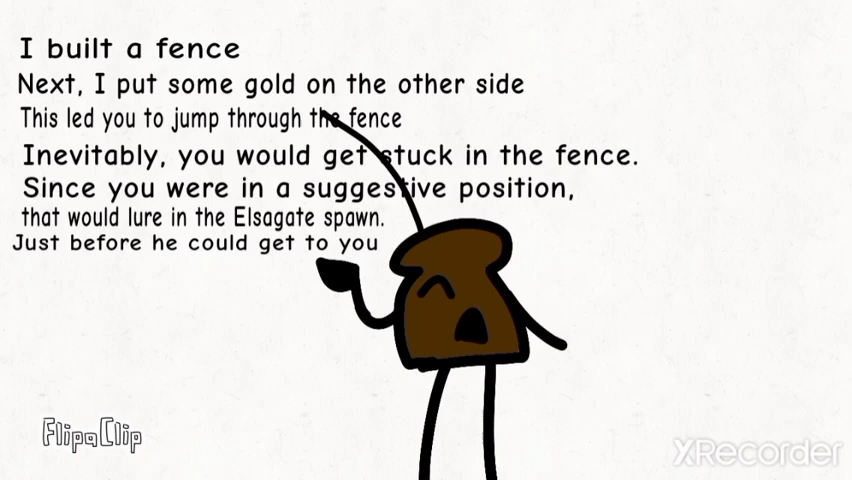 I built a fence
Next, I put some gold on the other side
This led you to jump through the fence
Inevitably, you would get stuck in the fence.
Since you were in a suggestive position,
that would lure in the Elsagate spawn.
Just before he could get to you
FlipaClip
XRecorder